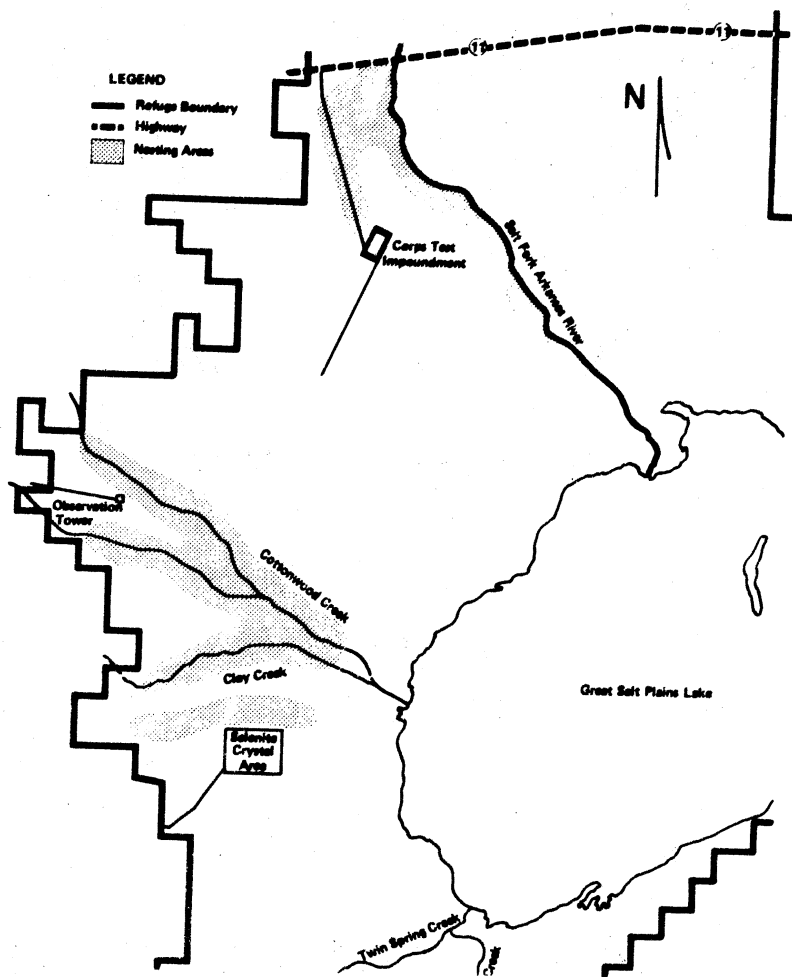 11
11
LEGEND
Refuge Boundary
Highway
Nesting Areas
N
Salt Fork Arkansas River
Corps Test
Impoundment
Observation
Tower
Cottonwood Creek
Clay Creek
Great Salt Plains Lake
Selenite
Crystal
Area
Twin Spring Creek